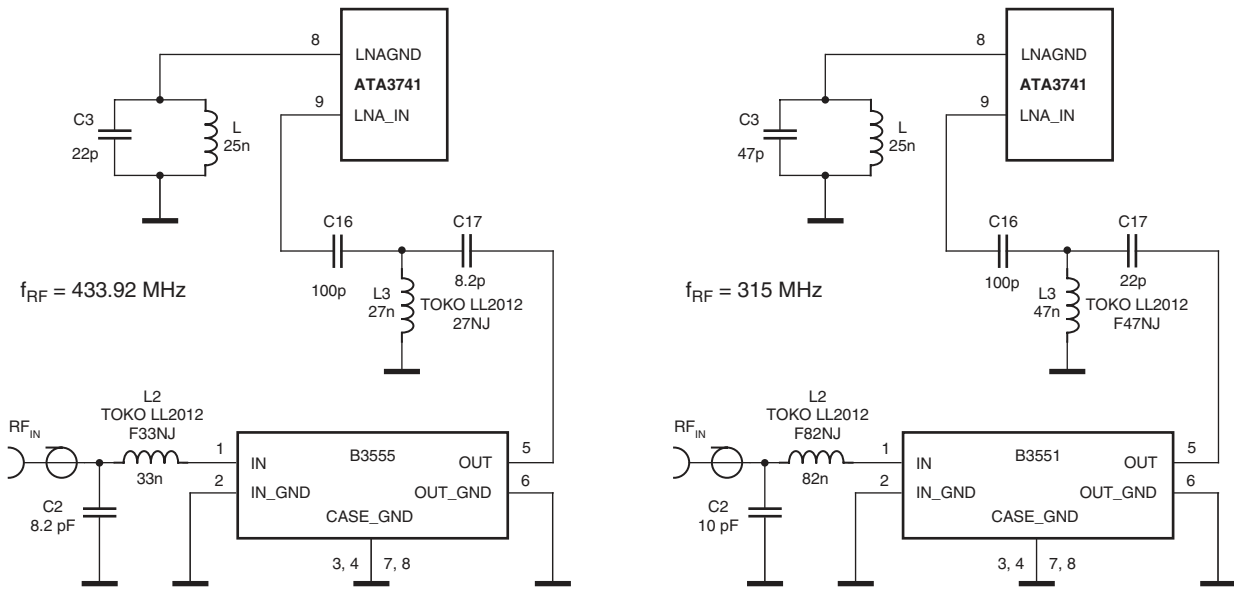 8
LNAGND
ATA3741
9
LNA_IN
C3
22p
L
25n
C16
100p
C17
8.2p
L3
27n
TOKO LL2012
27NJ
fRF = 433.92 MHz
L2
TOKO LL2012
F33NJ
33n
RFIN
C2
8.2 pF
1
2
IN
IN_GND
B3555
OUT
OUT_GND
CASE_GND
5
6
3, 4
7, 8
8
LNAGND
ATA3741
9
LNA_IN
C3
47p
L
25n
C16
100p
C17
22p
L3
47n
TOKO LL2012
F47NJ
fRF = 315 MHz
L2
TOKO LL2012
F82NJ
82n
RFIN
C2
10 pF
1
2
IN
IN_GND
B3551
OUT
OUT_GND
CASE_GND
5
6
3, 4
7, 8